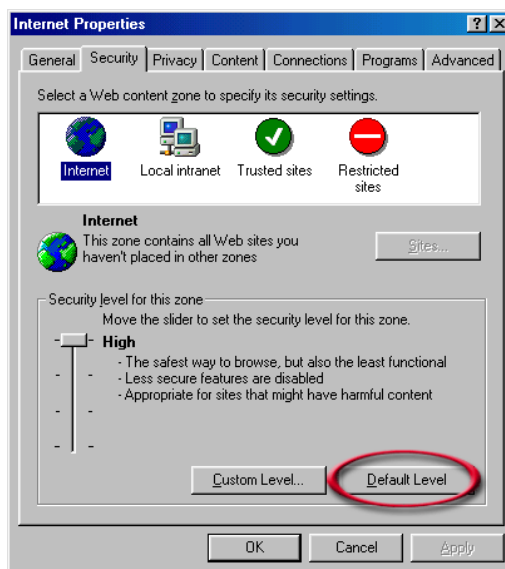 Internet Properties
General Security Privacy Content Connections Programs Advanced
Select a Web content zone to specify its security settings.
Internet Local intranet Trusted sites Restricted
sites
Internet
This zone contains all Web sites you
haven't placed in other zones
Sites...
Security level for this zone
Move the slider to set the security level for this zone.
High
- The safest way to browse, but also the least functional
- Less secure features are disabled
- Appropriate for sites that might have harmful content
Custom Level... Default Level
OK Cancel Apply